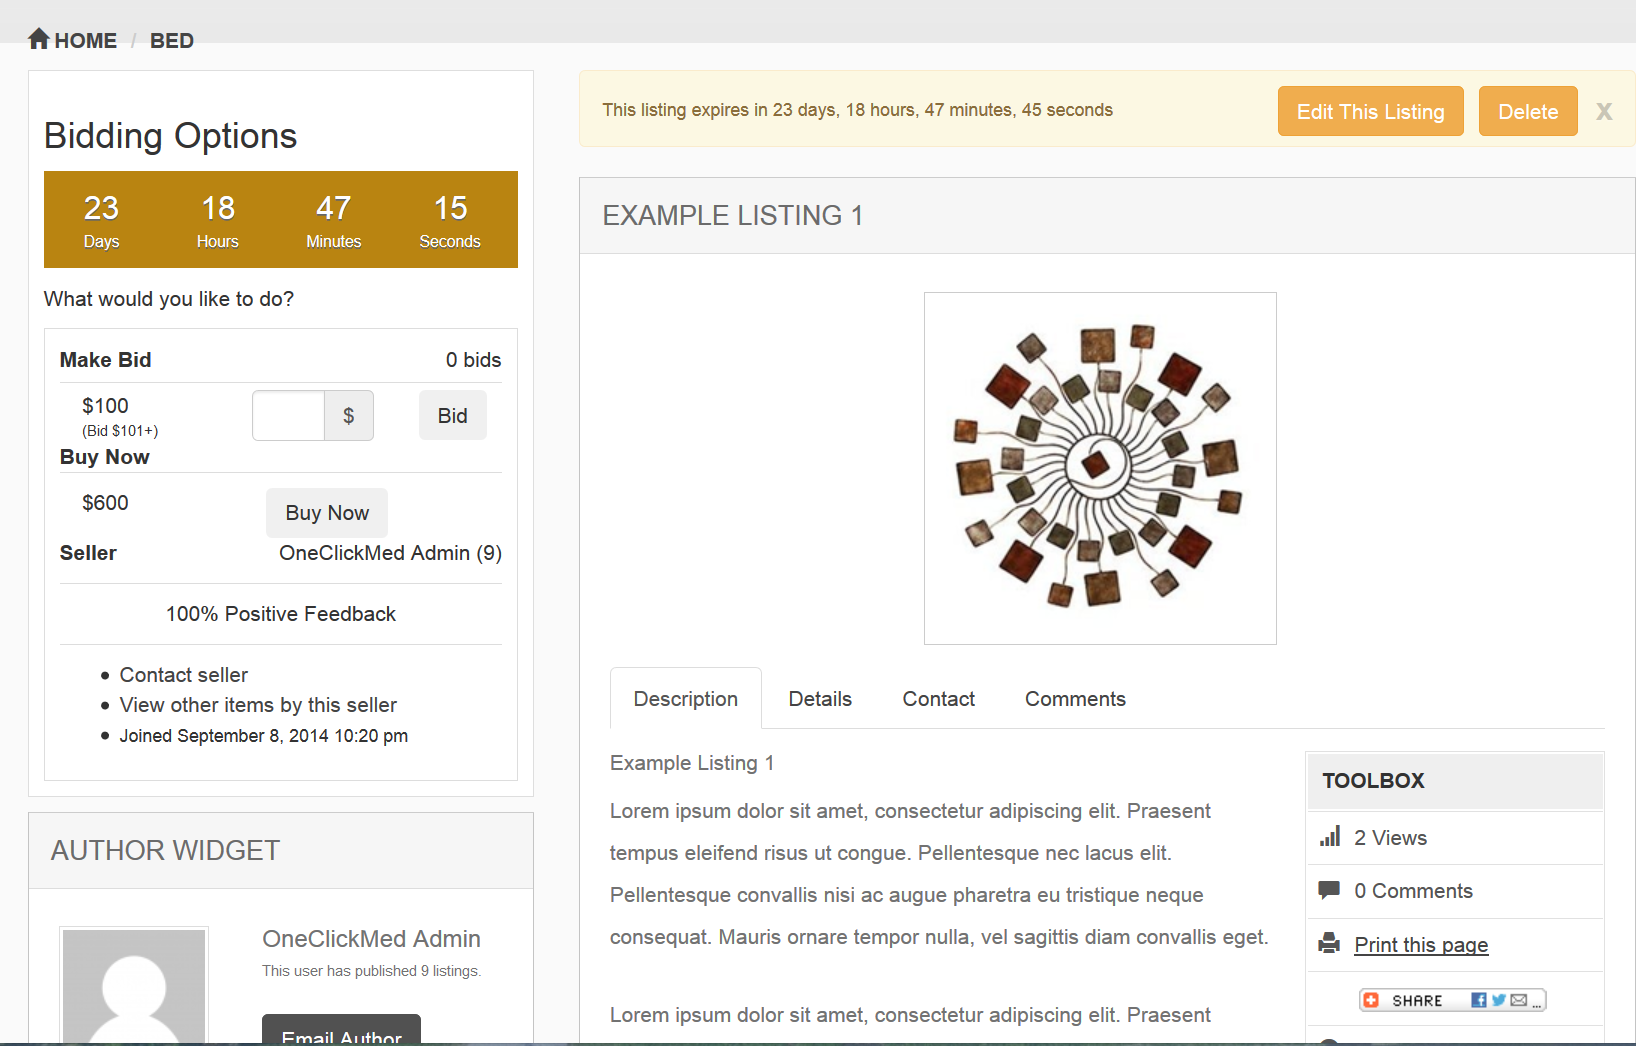 HOME / BED
Bidding Options
23 18 47 15
Days Hours Minutes Seconds
What would you like to do?
Make Bid 0 bids
$100 $ Bid
(Bid $101+)
Buy Now
$600 Buy Now
Seller OneClickMed Admin (9)
100% Positive Feedback
Contact seller
View other items by this seller
Joined September 8, 2014 10:20 pm
AUTHOR WIDGET
OneClickMed Admin
This user has published 9 listings.
Email Author
This listing expires in 23 days, 18 hours, 47 minutes, 45 seconds Edit This Listing Delete x
EXAMPLE LISTING 1
Description Details Contact Comments
Example Listing 1
Lorem ipsum dolor sit amet, consectetur adipiscing elit. Praesent
tempus eleifend risus ut congue. Pellentesque nec lacus elit.
Pellentesque convallis nisi ac augue pharetra eu tristique neque
consequat. Mauris ornare tempor nulla, vel sagittis diam convallis eget.
Lorem ipsum dolor sit amet, consectetur adipiscing elit. Praesent
TOOLBOX
2 Views
0 Comments
Print this page
SHARE ...